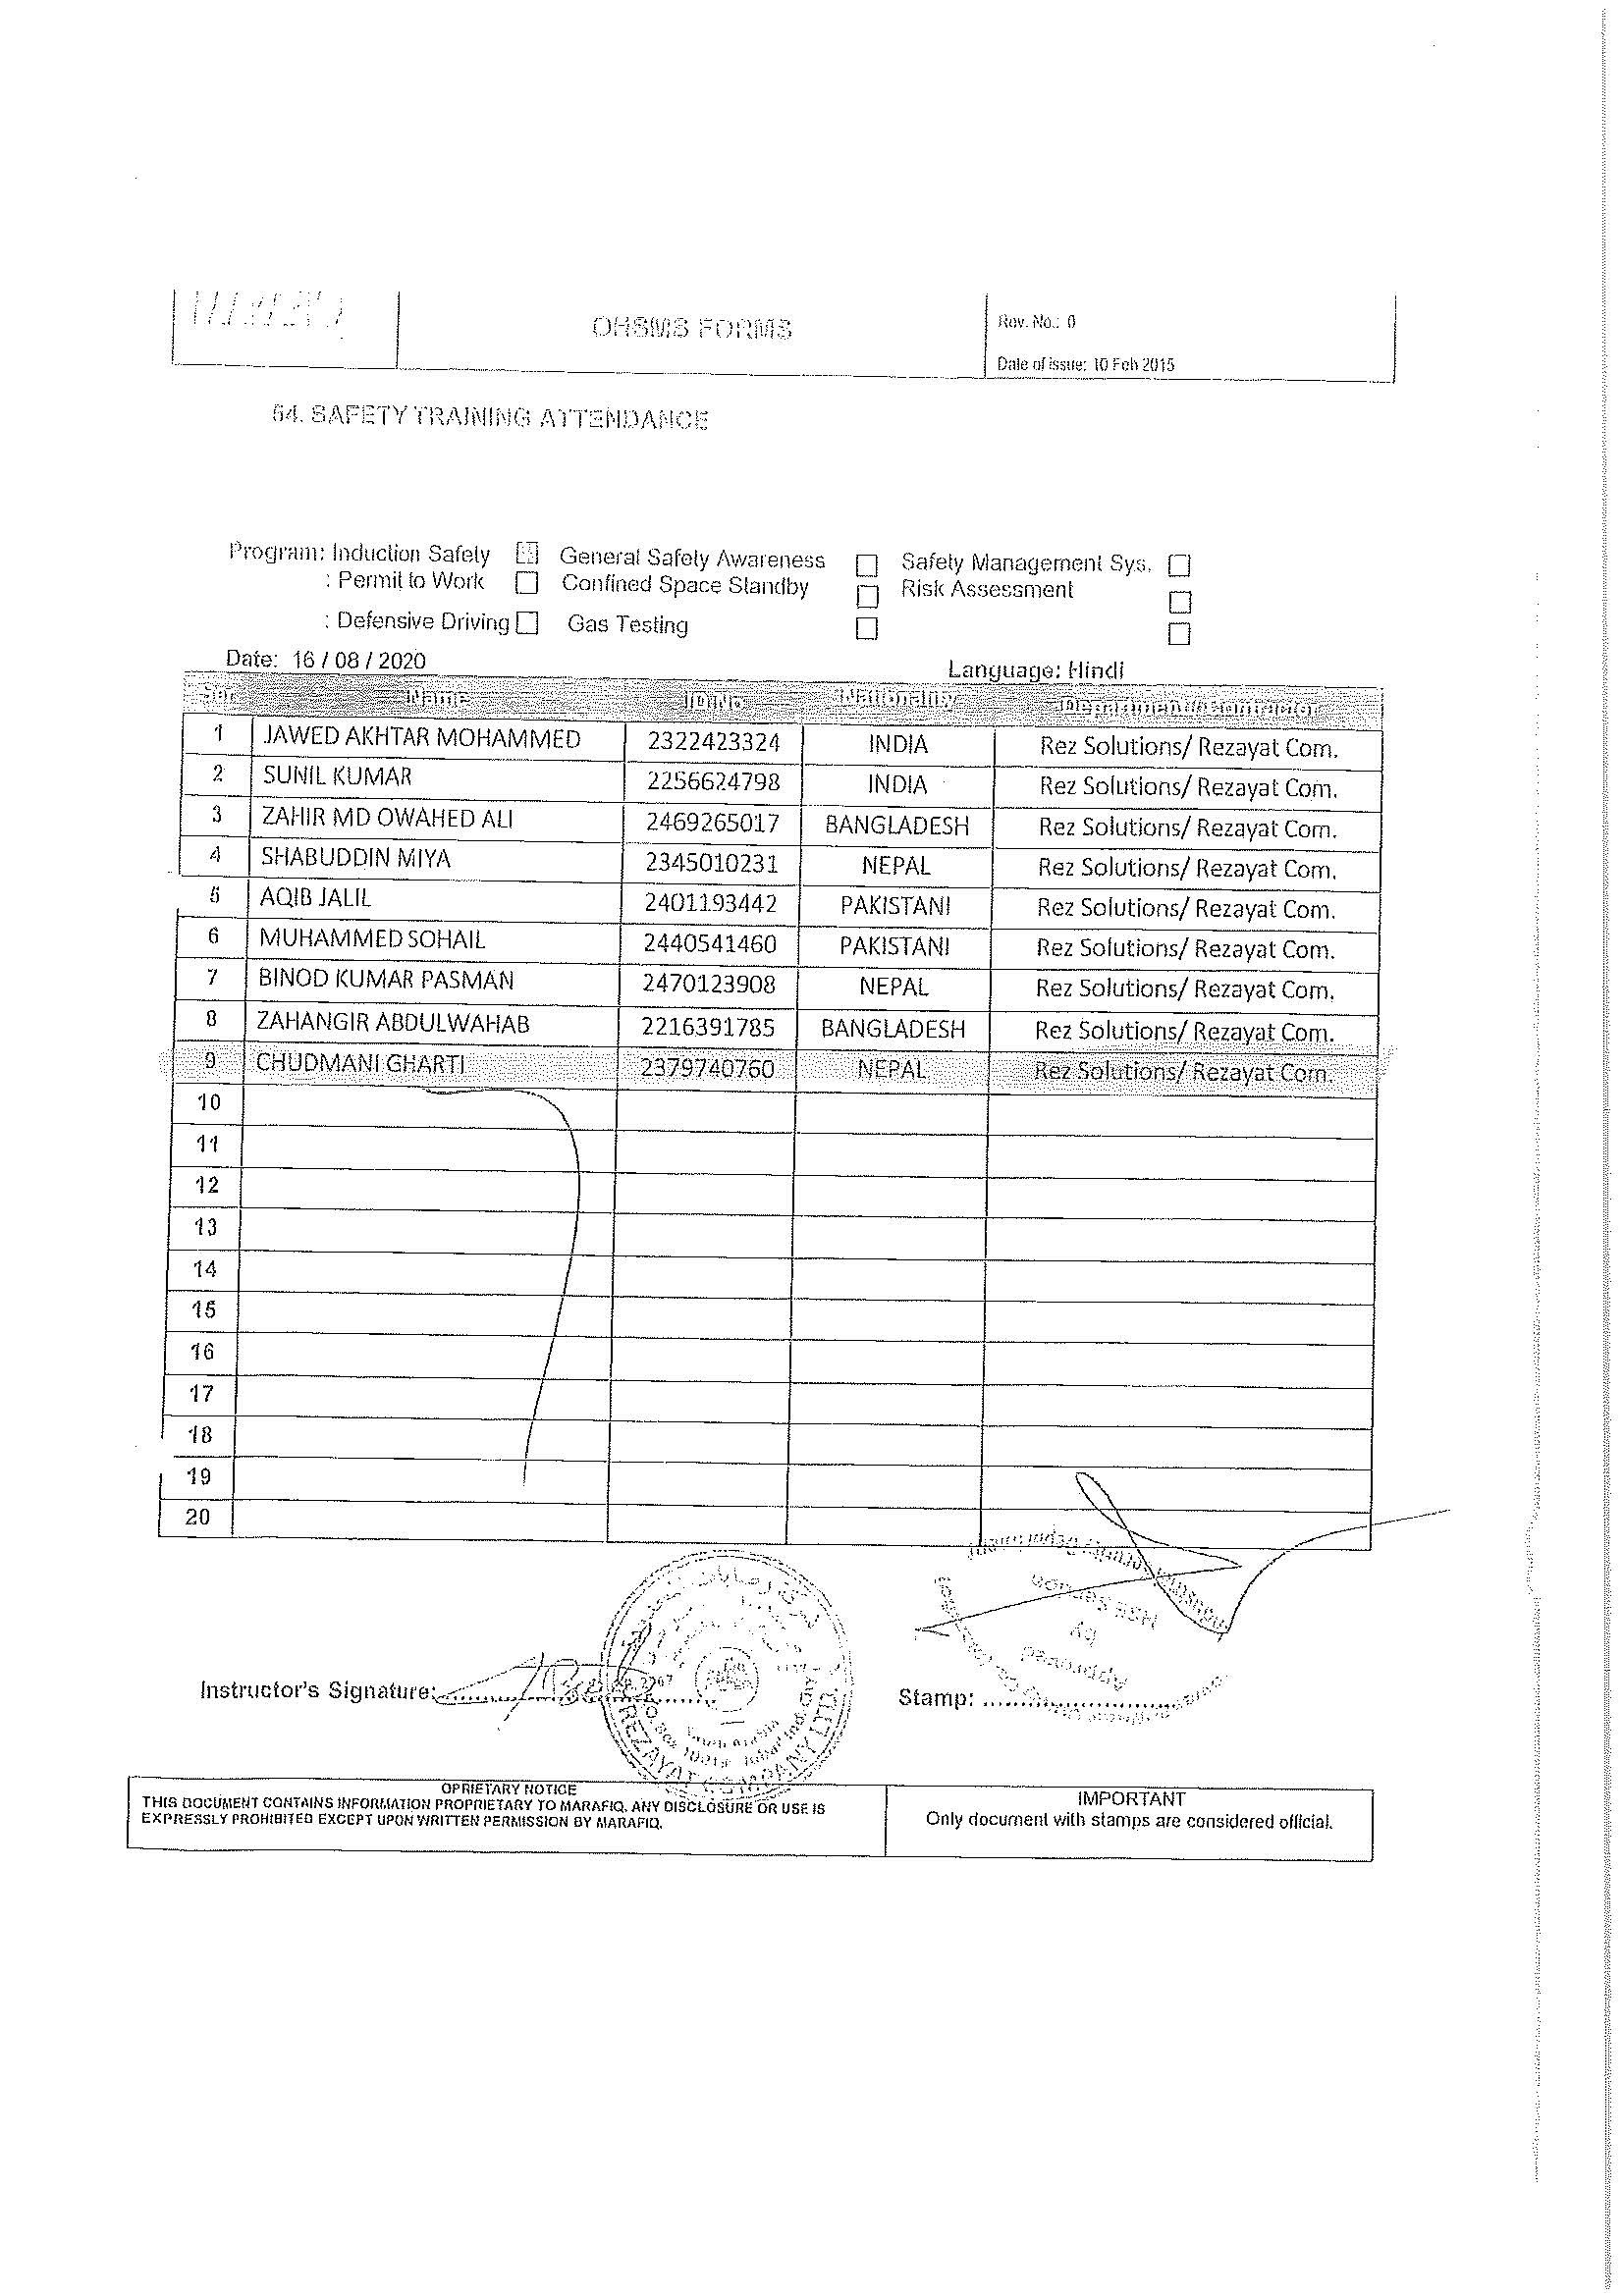 OHSMS FORMS
Rev. No.: 0
Date of issue: 10 Feb 2015
54. SAFETY TRAINING ATTENDANCE
Program: Induction Safety General Safety Awareness Safety Management Sys.
: Permit to Work Confined Space Standby Risk Assessment
: Defensive Driving Gas Testing
Date: 16 / 08 / 2020 Language: Hindi
Ser Name ID No Nationality Department/Contractor
1 JAWED AKHTAR MOHAMMED 2322423324 INDIA Rez Solutions/ Rezayat Com.
2 SUNIL KUMAR 2256624798 INDIA Rez Solutions/ Rezayat Com.
3 ZAHIR MD OWAHED ALI 2469265017 BANGLADESH Rez Solutions/ Rezayat Com.
4 SHABUDDIN MIYA 2345010231 NEPAL Rez Solutions/ Rezayat Com.
5 AQIB JALIL 2401193442 PAKISTANI Rez Solutions/ Rezayat Com.
6 MUHAMMED SOHAIL 2440541460 PAKISTANI Rez Solutions/ Rezayat Com.
7 BINOD KUMAR PASMAN 2470123908 NEPAL Rez Solutions/ Rezayat Com.
8 ZAHANGIR ABDULWAHAB 2216391785 BANGLADESH Rez Solutions/ Rezayat Com.
9 CHUDMANI GHARTI 2379740760 NEPAL Rez Solutions/ Rezayat Com.
10
11
12
13
14
15
16
17
18
19
20
HSE Section
by
Approved
Instructor's Signature:
Stamp:
REZAYAT COMPANY LTD.
OPRIETARY NOTICE
THIS DOCUMENT CONTAINS INFORMATION PROPRIETARY TO MARAFIQ. ANY DISCLOSURE OR USE IS
EXPRESSLY PROHIBITED EXCEPT UPON WRITTEN PERMISSION BY MARAFIQ.
IMPORTANT
Only document with stamps are considered official.